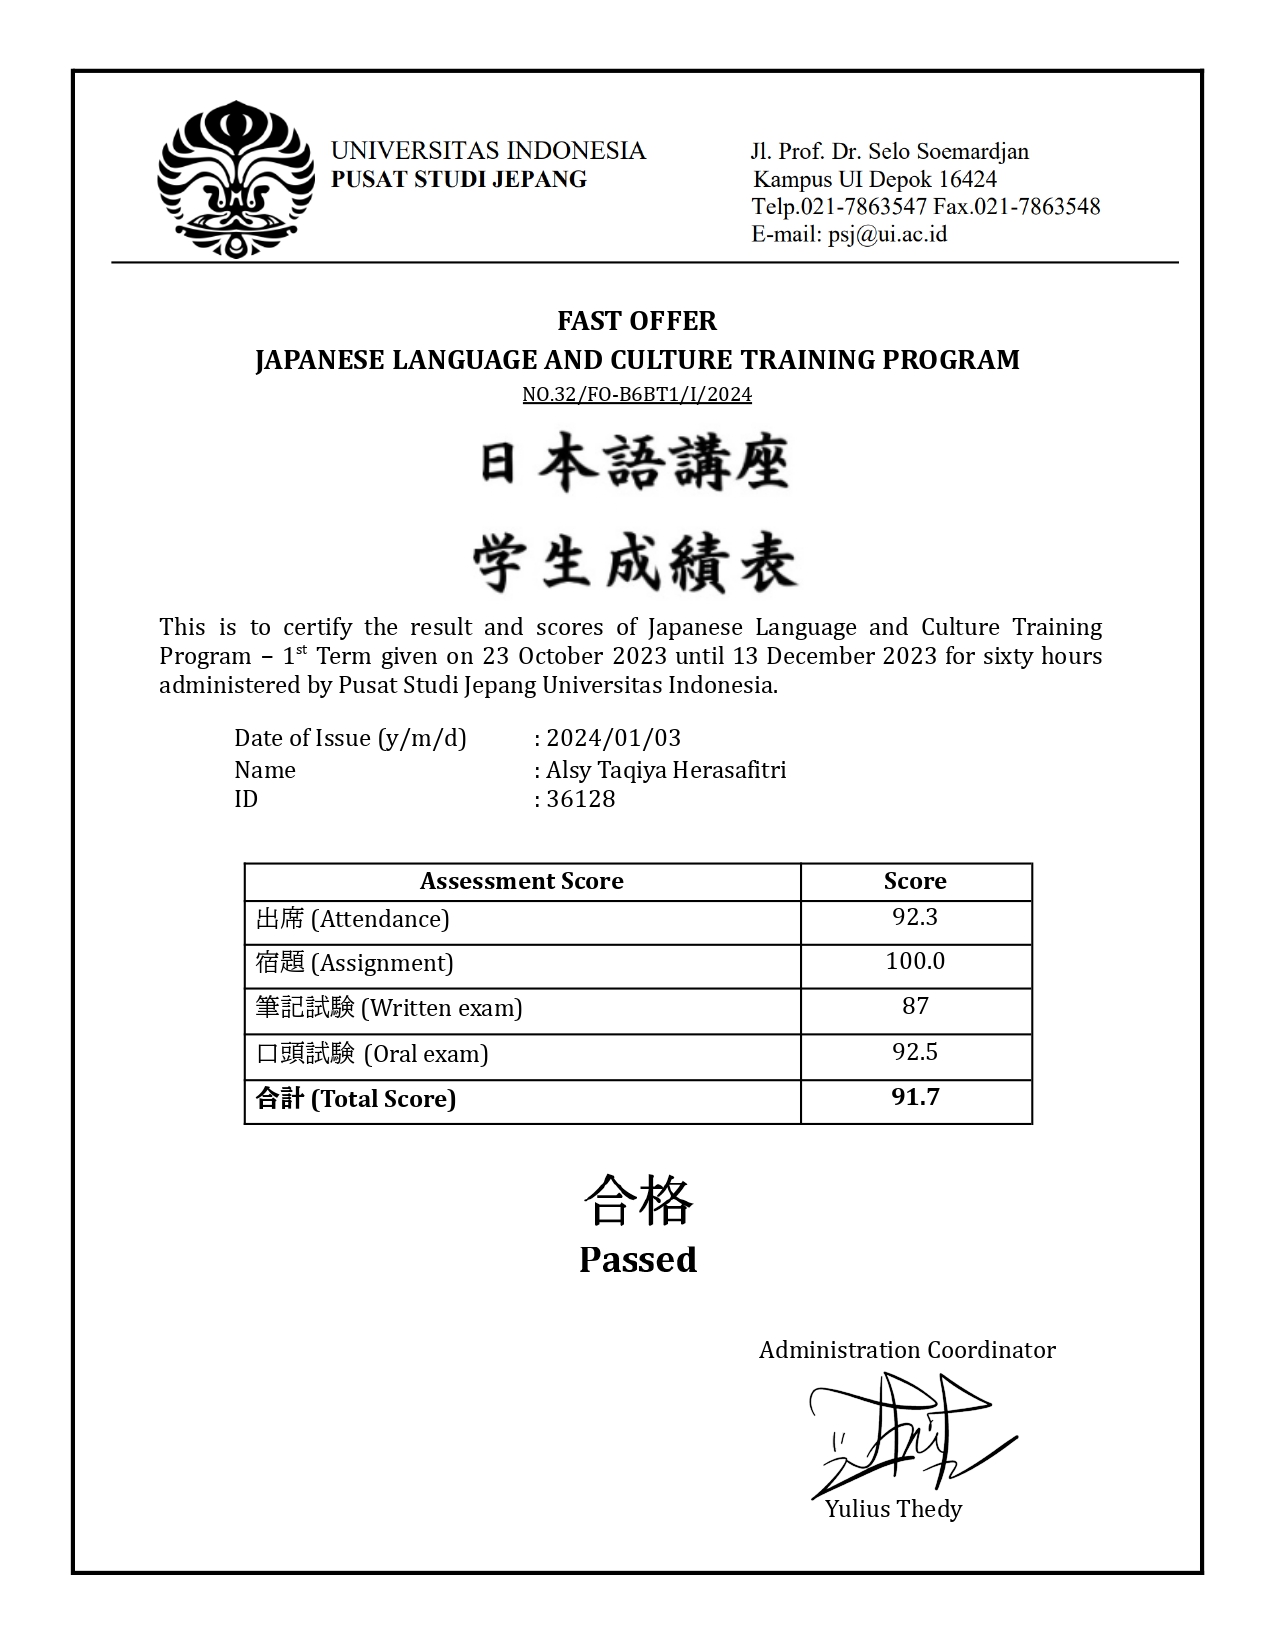 UNIVERSITAS INDONESIA
PUSAT STUDI JEPANG
Jl. Prof. Dr. Selo Soemardjan
Kampus UI Depok 16424
Telp.021-7863547 Fax.021-7863548
E-mail: psj@ui.ac.id
FAST OFFER
JAPANESE LANGUAGE AND CULTURE TRAINING PROGRAM
NO.32/FO-B6BT1/I/2024
日本語講座
学生成績表
This is to certify the result and scores of Japanese Language and Culture Training
Program – 1st Term given on 23 October 2023 until 13 December 2023 for sixty hours
administered by Pusat Studi Jepang Universitas Indonesia.
Date of Issue (y/m/d) : 2024/01/03
Name : Alsy Taqiya Herasafitri
ID : 36128
Assessment Score Score
出席 (Attendance) 92.3
宿題 (Assignment) 100.0
筆記試験 (Written exam) 87
口頭試験 (Oral exam) 92.5
合計 (Total Score) 91.7
合格
Passed
Administration Coordinator
Yulius Thedy